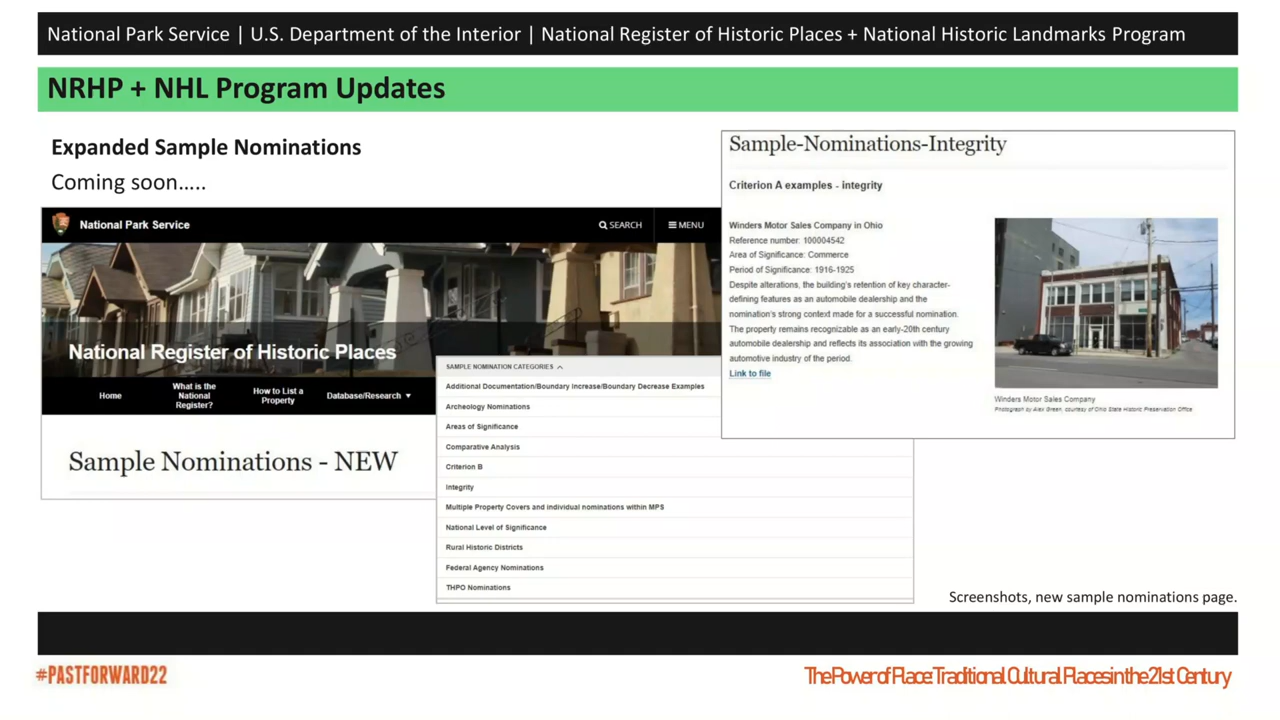 National Park Service | U.S. Department of the Interior | National Register of Historic Places + National Historic Landmarks Program
NRHP + NHL Program Updates
Expanded Sample Nominations
Coming soon…..
National Park Service
SEARCH
MENU
National Register of Historic Places
Home
What is the
National
Register?
How to List a
Property
Database/Research
Sample Nominations - NEW
SAMPLE NOMINATION CATEGORIES
Additional Documentation/Boundary Increase/Boundary Decrease Examples
Archeology Nominations
Areas of Significance
Comparative Analysis
Criterion B
Integrity
Multiple Property Covers and individual nominations within MPS
National Level of Significance
Rural Historic Districts
Federal Agency Nominations
THPO Nominations
Sample-Nominations-Integrity
Criterion A examples - integrity
Winders Motor Sales Company in Ohio
Reference number: 100004542
Area of Significance: Commerce
Period of Significance: 1916-1925
Despite alterations, the building's retention of key character-
defining features as an automobile dealership and the
nomination's strong context made for a successful nomination.
The property remains recognizable as an early-20th century
automobile dealership and reflects its association with the growing
automotive industry of the period.
Link to file
Winders Motor Sales Company
Photograph by Alex Green, courtesy of Ohio State Historic Preservation Office
Screenshots, new sample nominations page.
#PASTFORWARD22
The Power of Place: Traditional Cultural Places in the 21st Century